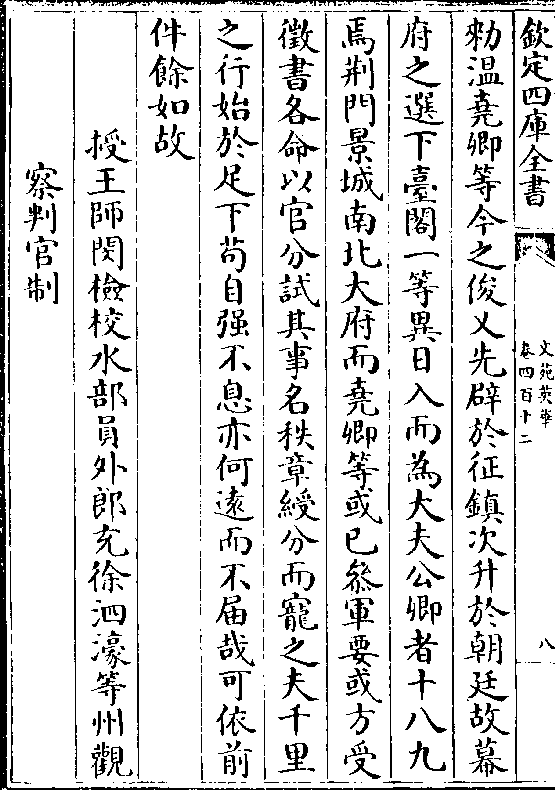 欽定四庫全書
文苑英華
卷四百十二
八
勑溫堯卿等今之俊乂先辟於征鎮次升於朝廷故幕
府之選下臺閣一等異日入而為大夫公卿者十八九
焉荆門景城南北大府而堯卿等或已叅軍要或方受
徵書各命以官分試其事名秩章綬分而寵之夫千里
之行始於足下茍自强不息亦何遠而不届哉可依前
件餘如故
授王師閔檢校水部員外郎充徐泗濠等州觀
察判官制